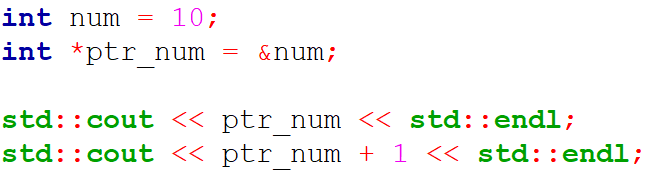 int num = 10;
int *ptr_num = &num;
std::cout << ptr_num << std::endl;
std::cout << ptr_num + 1 << std::endl;